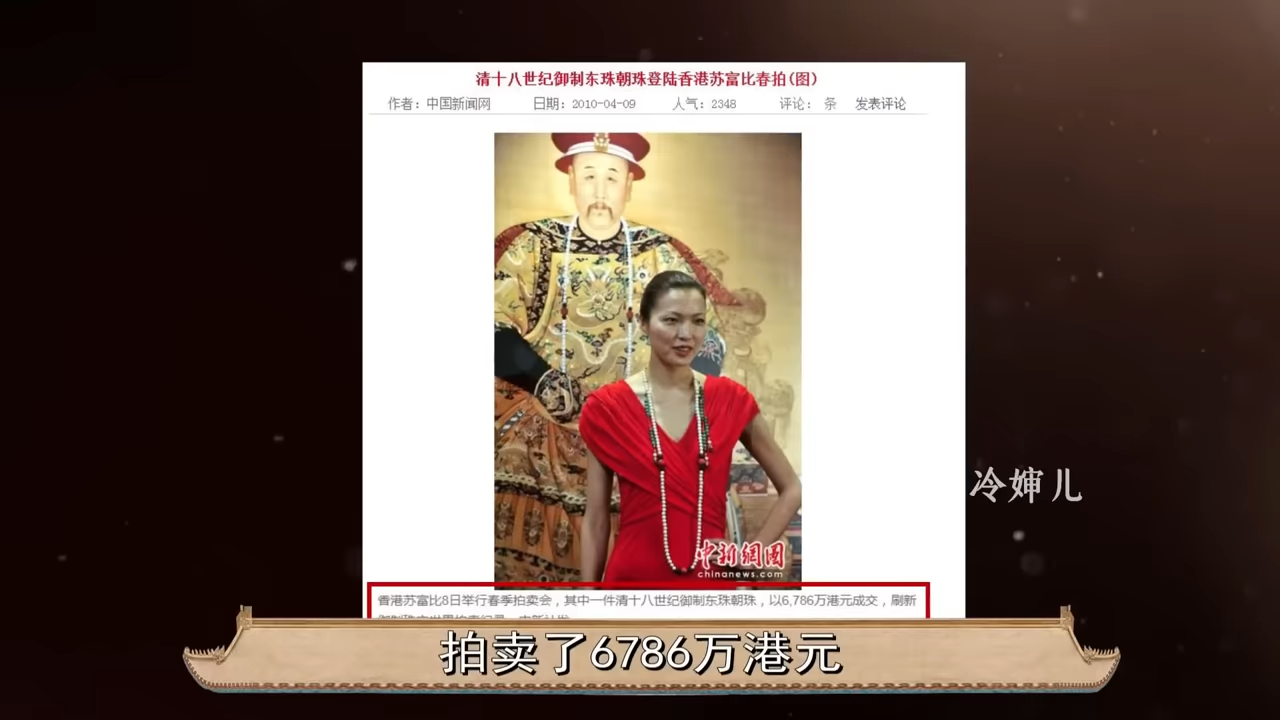 清十八世纪御制东珠朝珠登陆香港苏富比春拍(图)
作者：中国新闻网 日期：2010-04-09 人气：2348 评论： 条 发表评论
冷婶儿
中新網圖
chinanews.com
香港苏富比8日举行春季拍卖会，其中一件清十八世纪御制东珠朝珠，以6,786万港元成交，刷新
拍卖了6786万港元